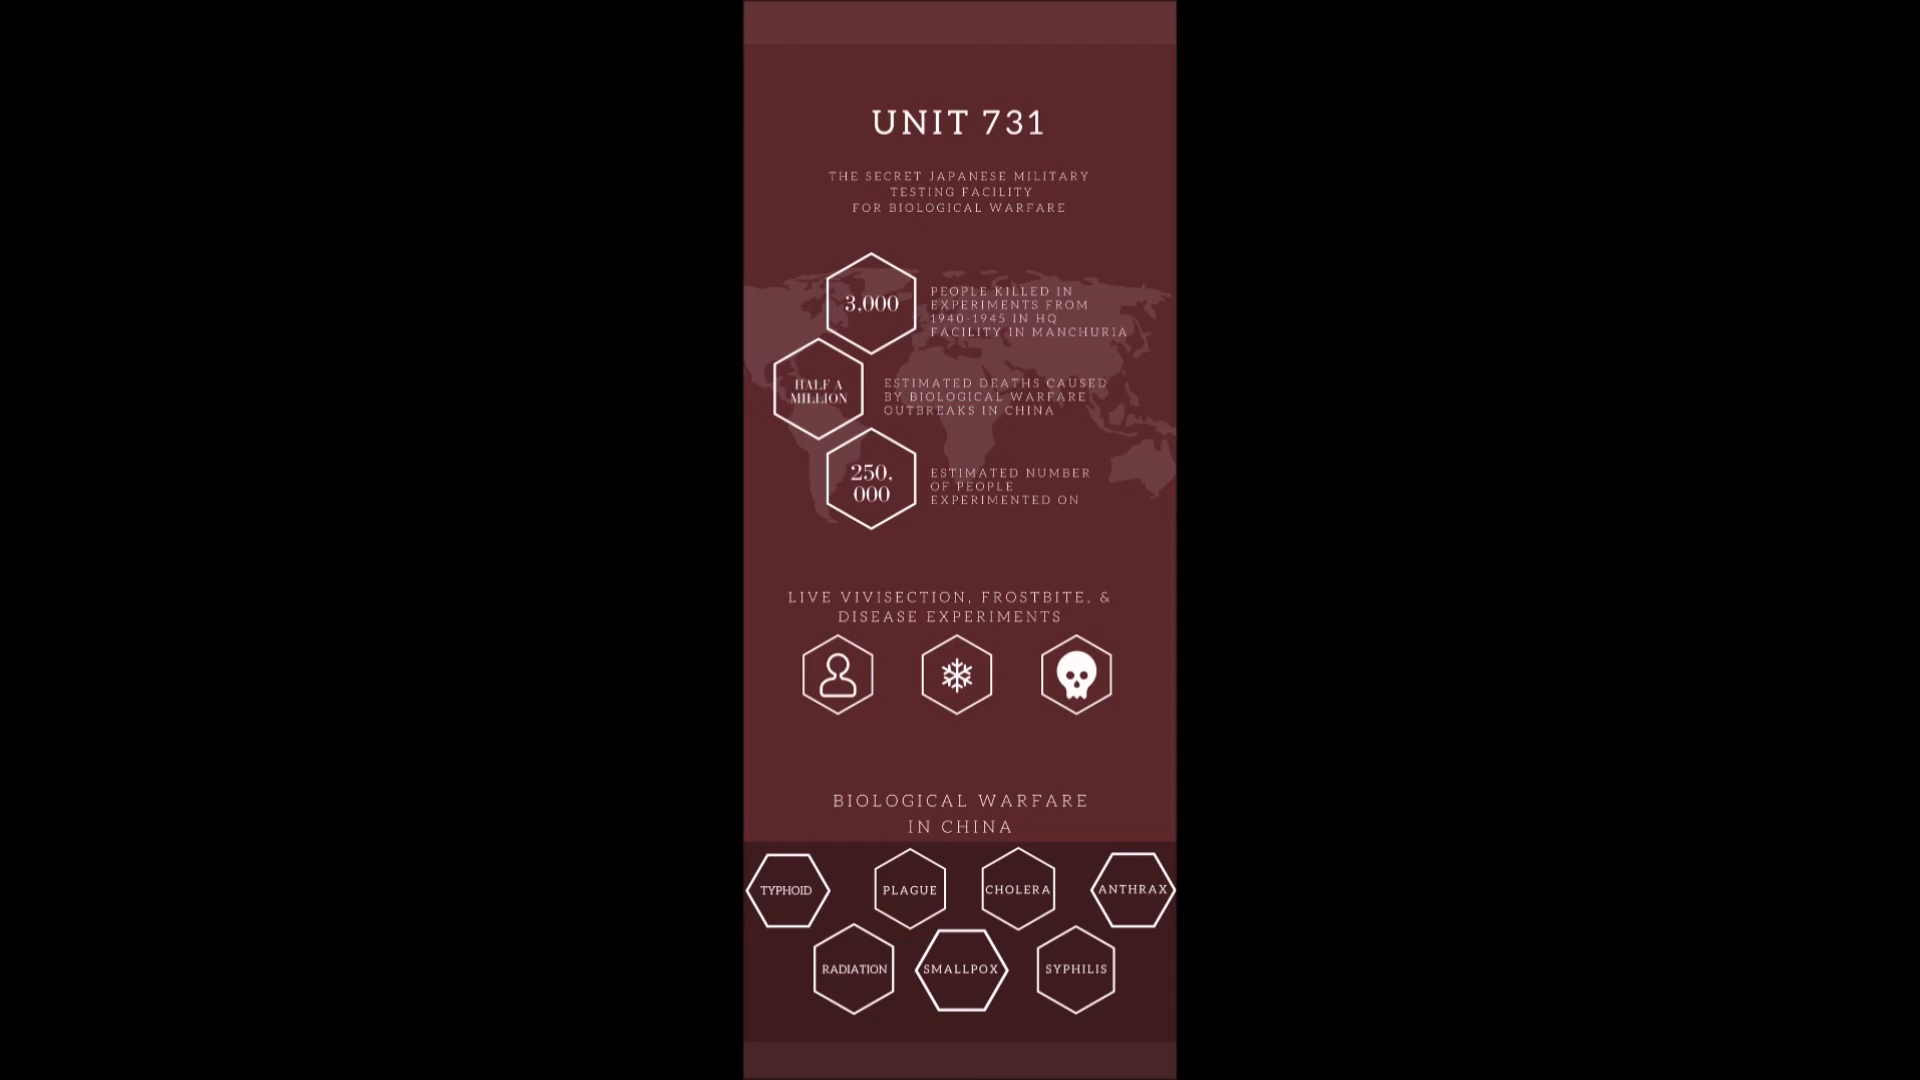 UNIT 731
THE SECRET JAPANESE MILITARY
TESTING FACILITY
FOR BIOLOGICAL WARFARE
3,000
PEOPLE KILLED IN
EXPERIMENTS FROM
1940-1945 IN HQ
FACILITY IN MANCHURIA
HALF A
MILLION
ESTIMATED DEATHS CAUSED
BY BIOLOGICAL WARFARE
OUTBREAKS IN CHINA
250,
000
ESTIMATED NUMBER
OF PEOPLE
EXPERIMENTED ON
LIVE VIVISECTION, FROSTBITE, &
DISEASE EXPERIMENTS
BIOLOGICAL WARFARE
IN CHINA
TYPHOID
PLAGUE
CHOLERA
ANTHRAX
RADIATION
SMALLPOX
SYPHILIS